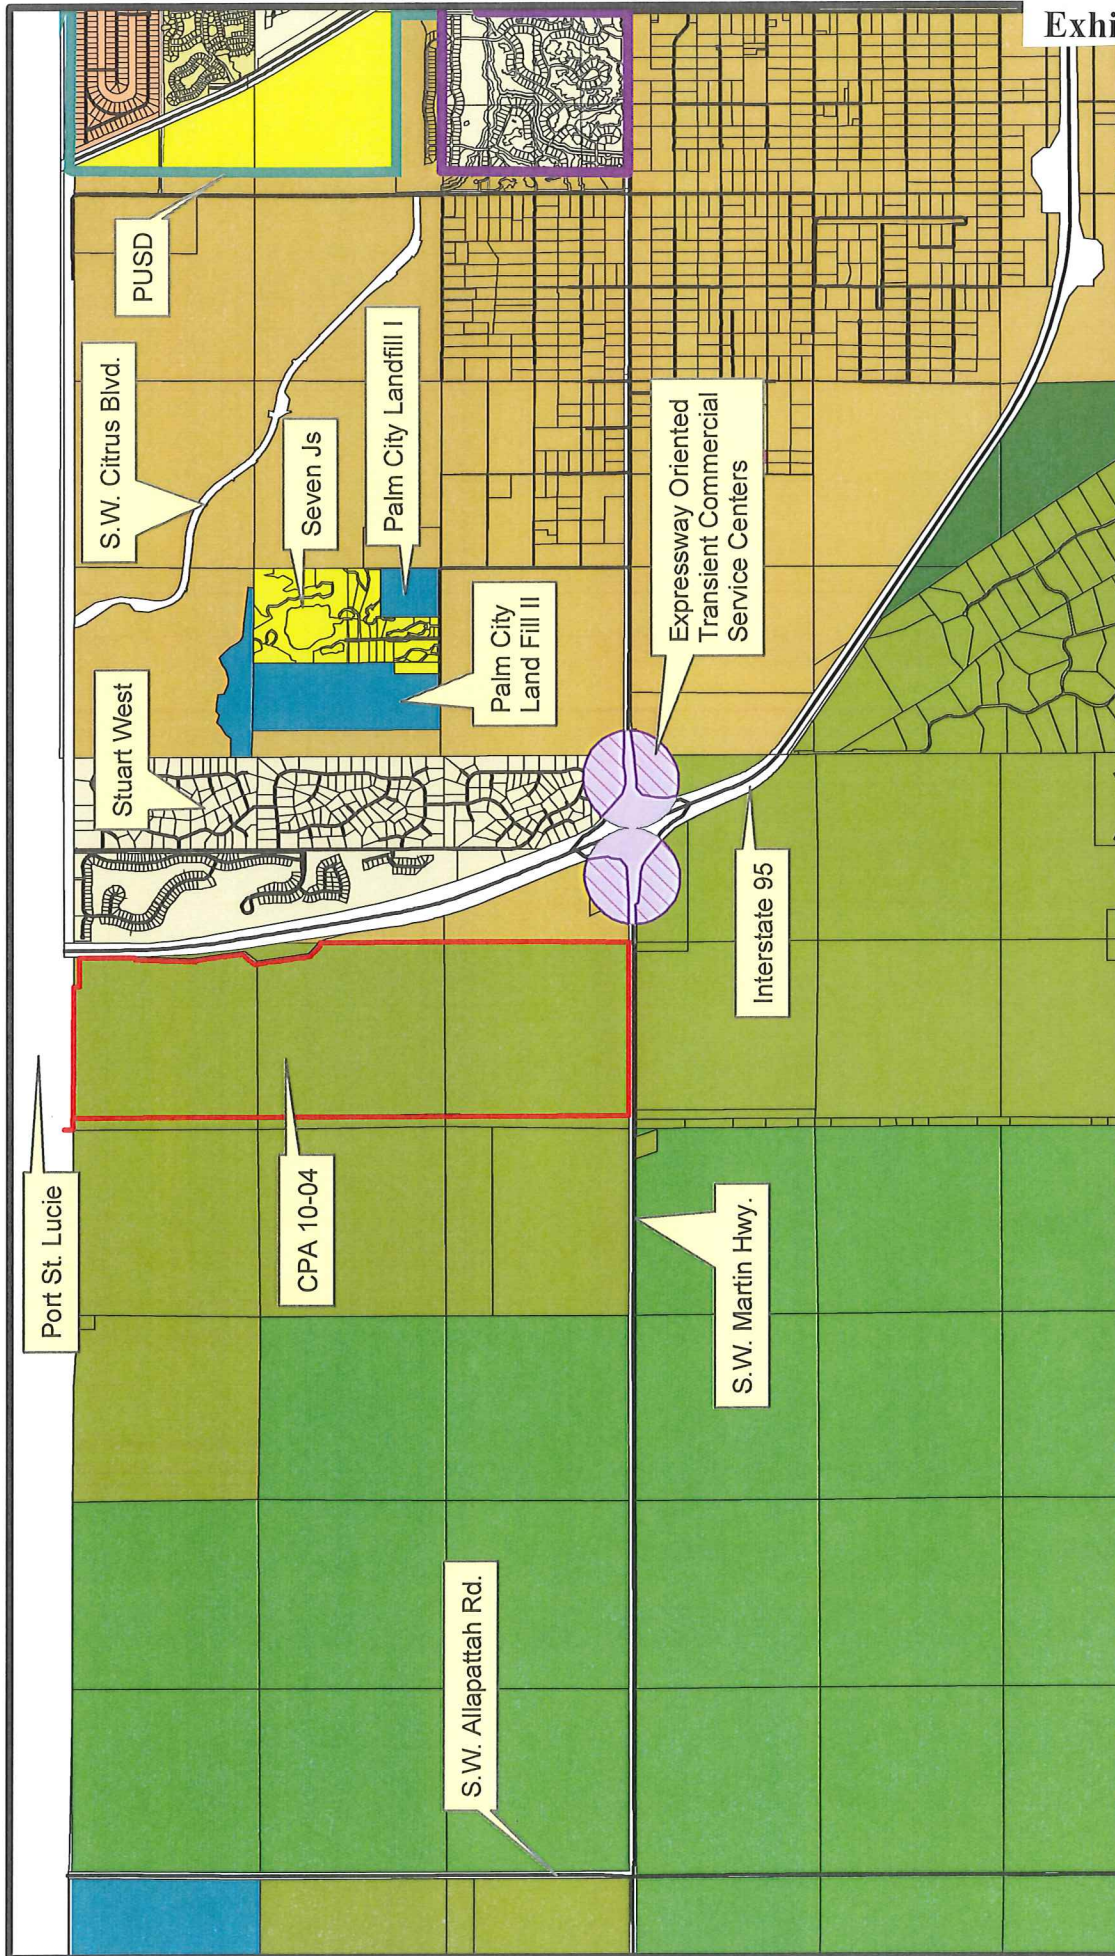 Exhi
Port St. Lucie
CPA 10-04
S.W. Allapattah Rd.
S.W. Martin Hwy.
Interstate 95
Stuart West
S.W. Citrus Blvd.
PUSD
Seven Js
Palm City Landfill I
Palm City
Land Fill II
Expressway Oriented
Transient Commercial
Service Centers